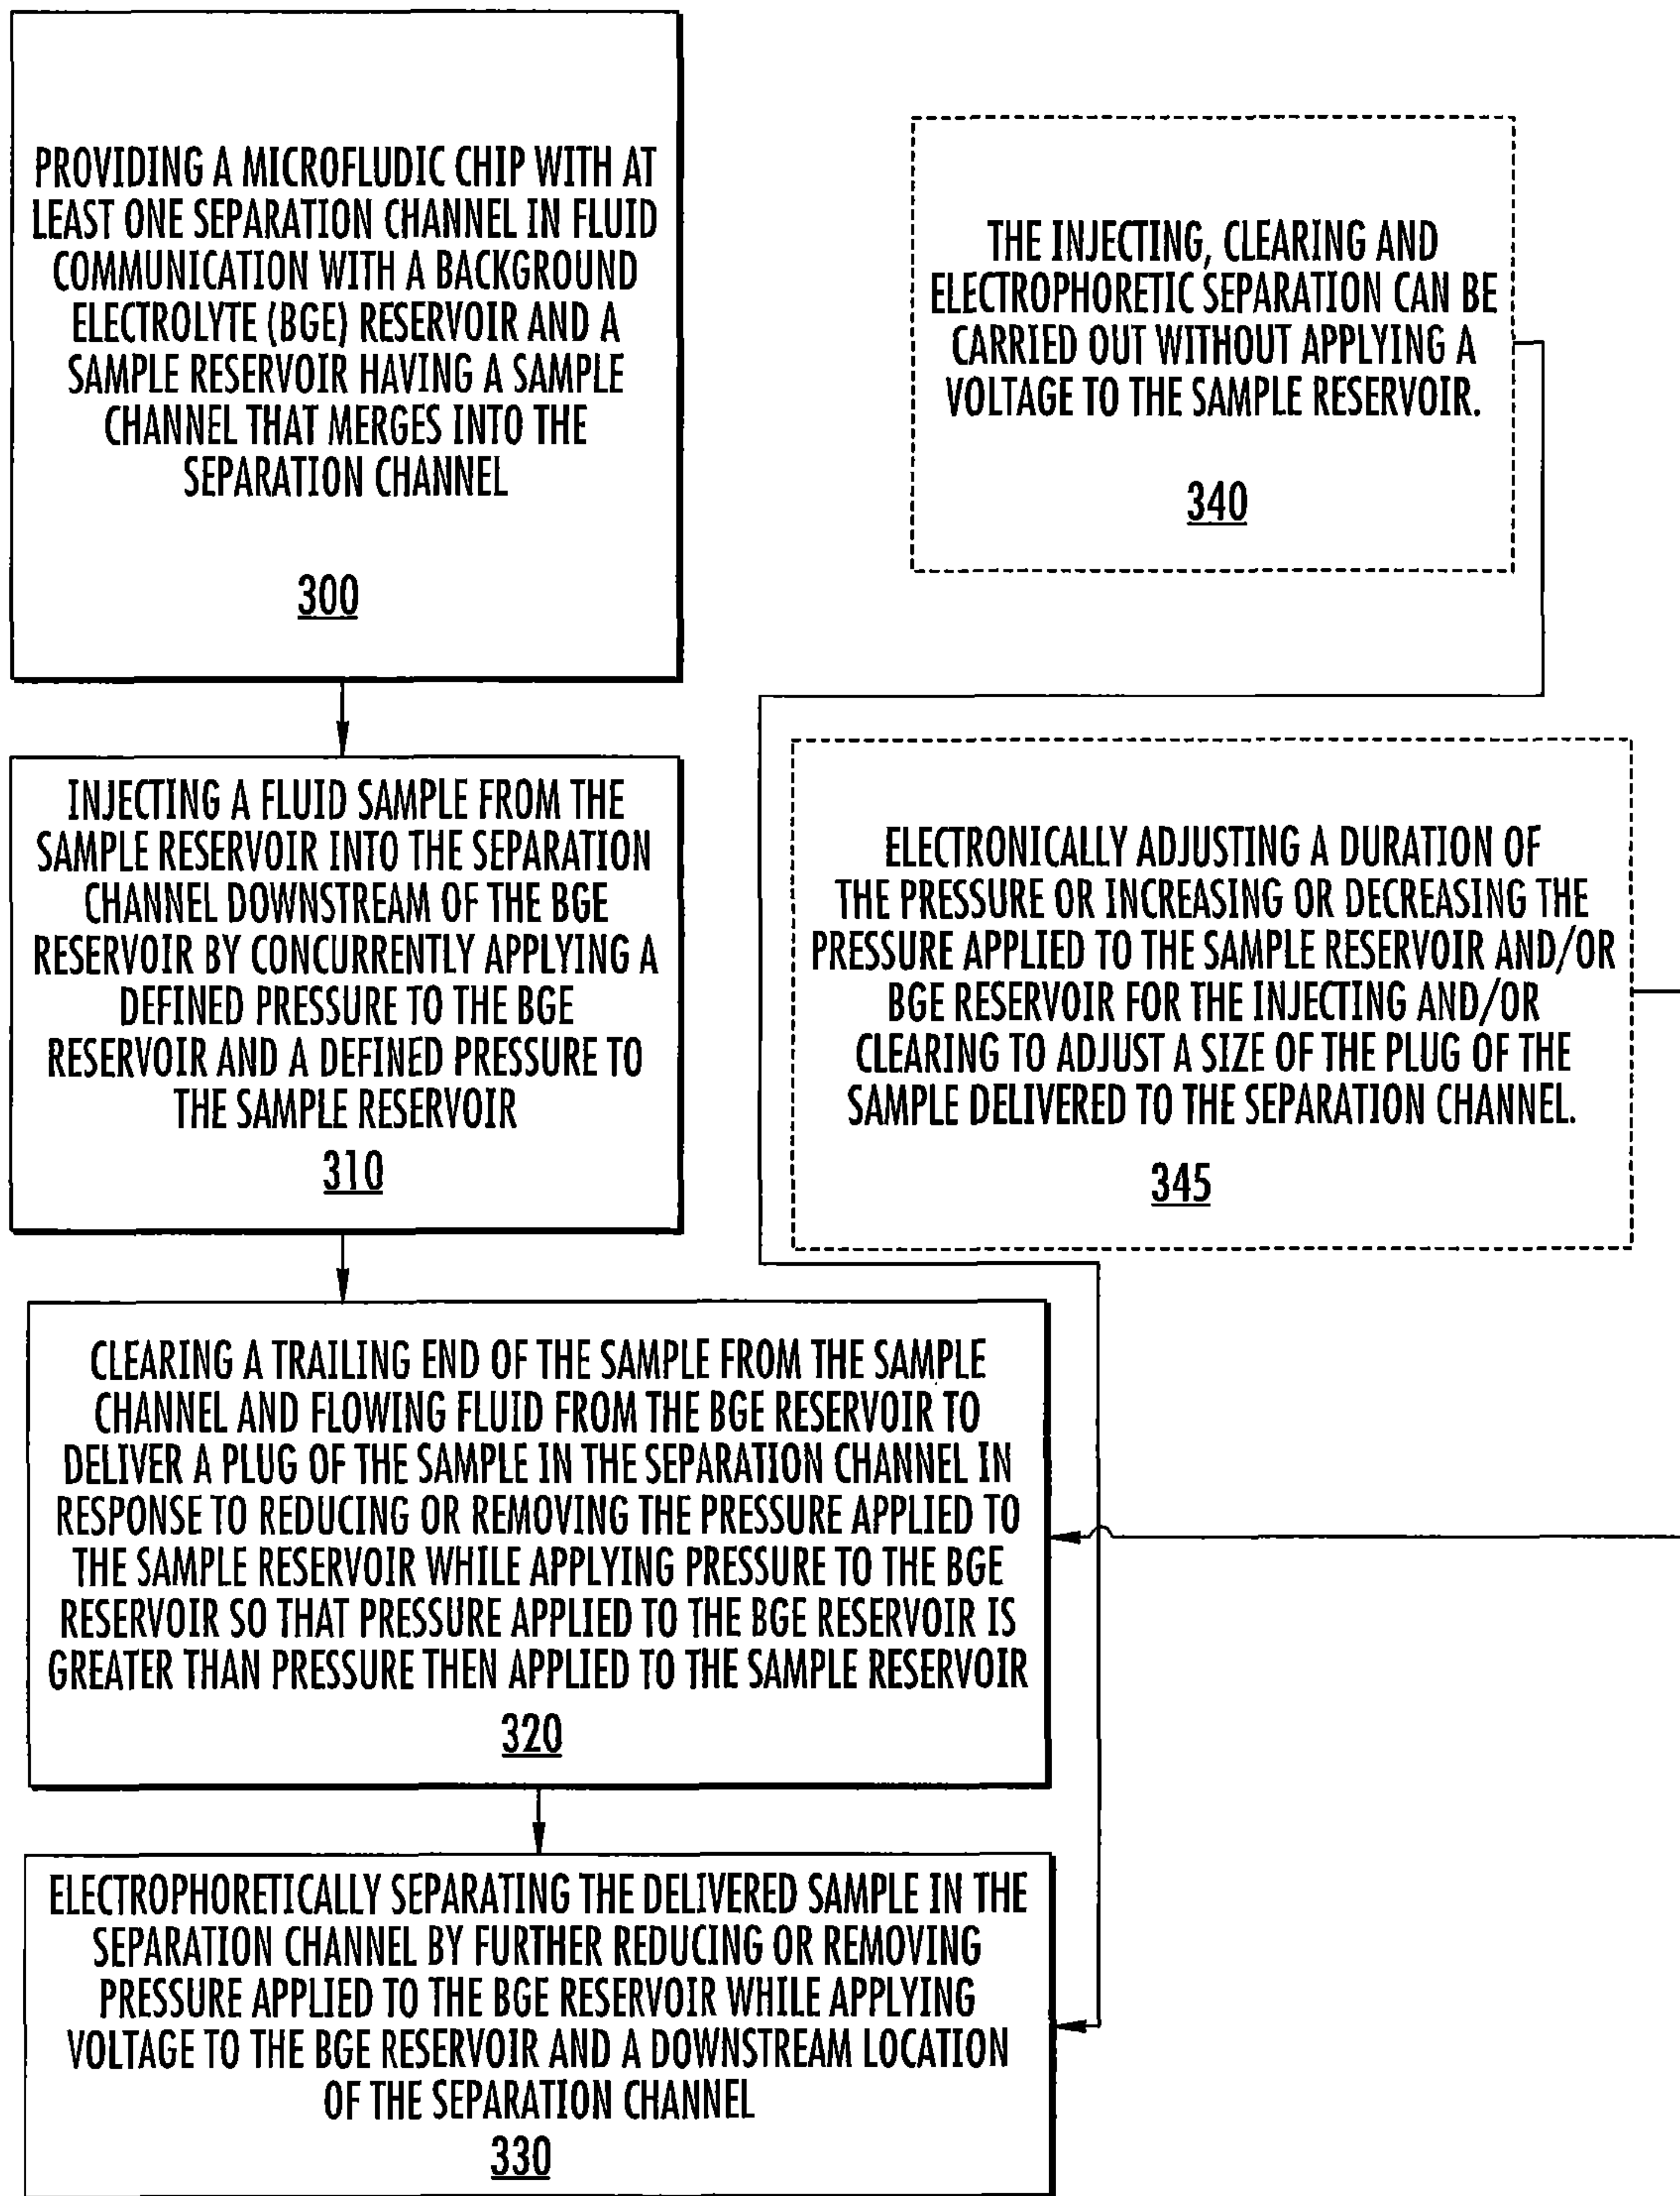 PROVIDING A MICROFLUDIC CHIP WITH AT
LEAST ONE SEPARATION CHANNEL IN FLUID
COMMUNICATION WITH A BACKGROUND
ELECTROLYTE (BGE) RESERVOIR AND A
SAMPLE RESERVOIR HAVING A SAMPLE
CHANNEL THAT MERGES INTO THE
SEPARATION CHANNEL
300
INJECTING A FLUID SAMPLE FROM THE
SAMPLE RESERVOIR INTO THE SEPARATION
CHANNEL DOWNSTREAM OF THE BGE
RESERVOIR BY CONCURRENTLY APPLYING A
DEFINED PRESSURE TO THE BGE
RESERVOIR AND A DEFINED PRESSURE TO
THE SAMPLE RESERVOIR
310
CLEARING A TRAILING END OF THE SAMPLE FROM THE SAMPLE
CHANNEL AND FLOWING FLUID FROM THE BGE RESERVOIR TO
DELIVER A PLUG OF THE SAMPLE IN THE SEPARATION CHANNEL IN
RESPONSE TO REDUCING OR REMOVING THE PRESSURE APPLIED TO
THE SAMPLE RESERVOIR WHILE APPLYING PRESSURE TO THE BGE
RESERVOIR SO THAT PRESSURE APPLIED TO THE BGE RESERVOIR IS
GREATER THAN PRESSURE THEN APPLIED TO THE SAMPLE RESERVOIR
320
ELECTROPHORETICALLY SEPARATING THE DELIVERED SAMPLE IN THE
SEPARATION CHANNEL BY FURTHER REDUCING OR REMOVING
PRESSURE APPLIED TO THE BGE RESERVOIR WHILE APPLYING
VOLTAGE TO THE BGE RESERVOIR AND A DOWNSTREAM LOCATION
OF THE SEPARATION CHANNEL
330
THE INJECTING, CLEARING AND
ELECTROPHORETIC SEPARATION CAN BE
CARRIED OUT WITHOUT APPLYING A
VOLTAGE TO THE SAMPLE RESERVOIR.
340
ELECTRONICALLY ADJUSTING A DURATION OF
THE PRESSURE OR INCREASING OR DECREASING THE
PRESSURE APPLIED TO THE SAMPLE RESERVOIR AND/OR
BGE RESERVOIR FOR THE INJECTING AND/OR
CLEARING TO ADJUST A SIZE OF THE PLUG OF THE
SAMPLE DELIVERED TO THE SEPARATION CHANNEL.
345